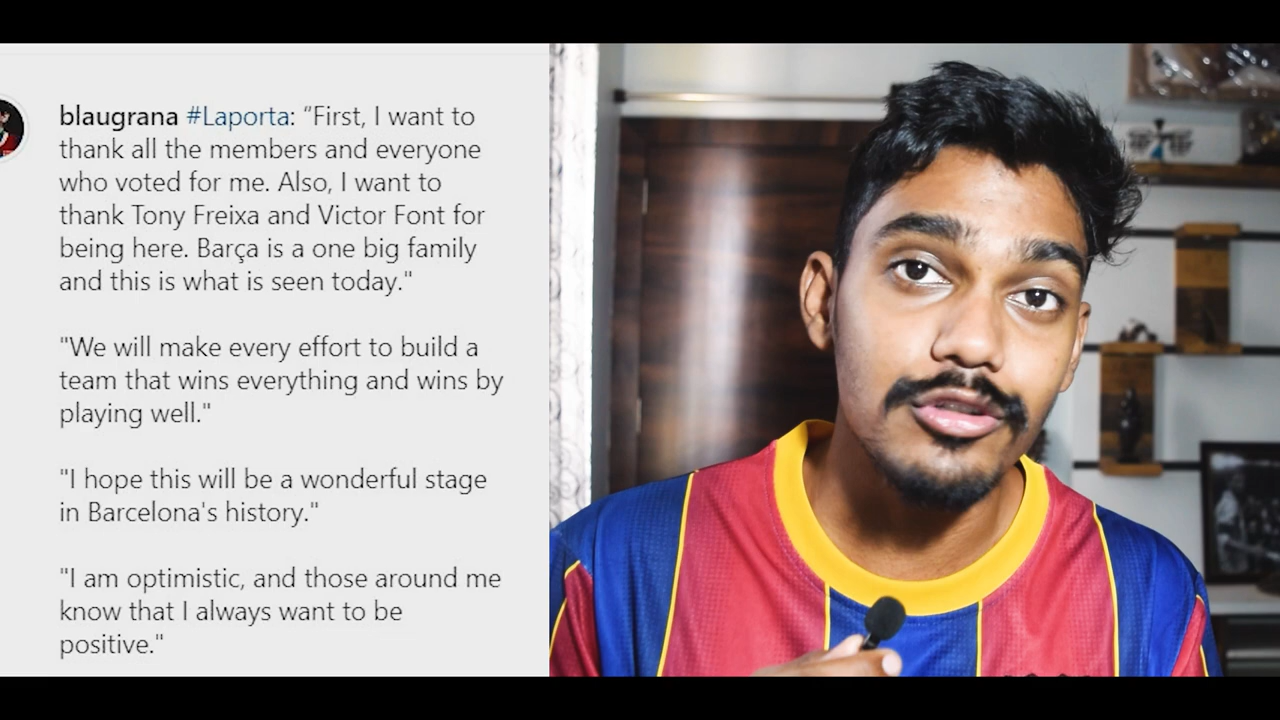 blaugrana #Laporta: “First, I want to
thank all the members and everyone
who voted for me. Also, I want to
thank Tony Freixa and Victor Font for
being here. Barça is a one big family
and this is what is seen today."
"We will make every effort to build a
team that wins everything and wins by
playing well."
"I hope this will be a wonderful stage
in Barcelona's history."
"I am optimistic, and those around me
know that I always want to be
positive."